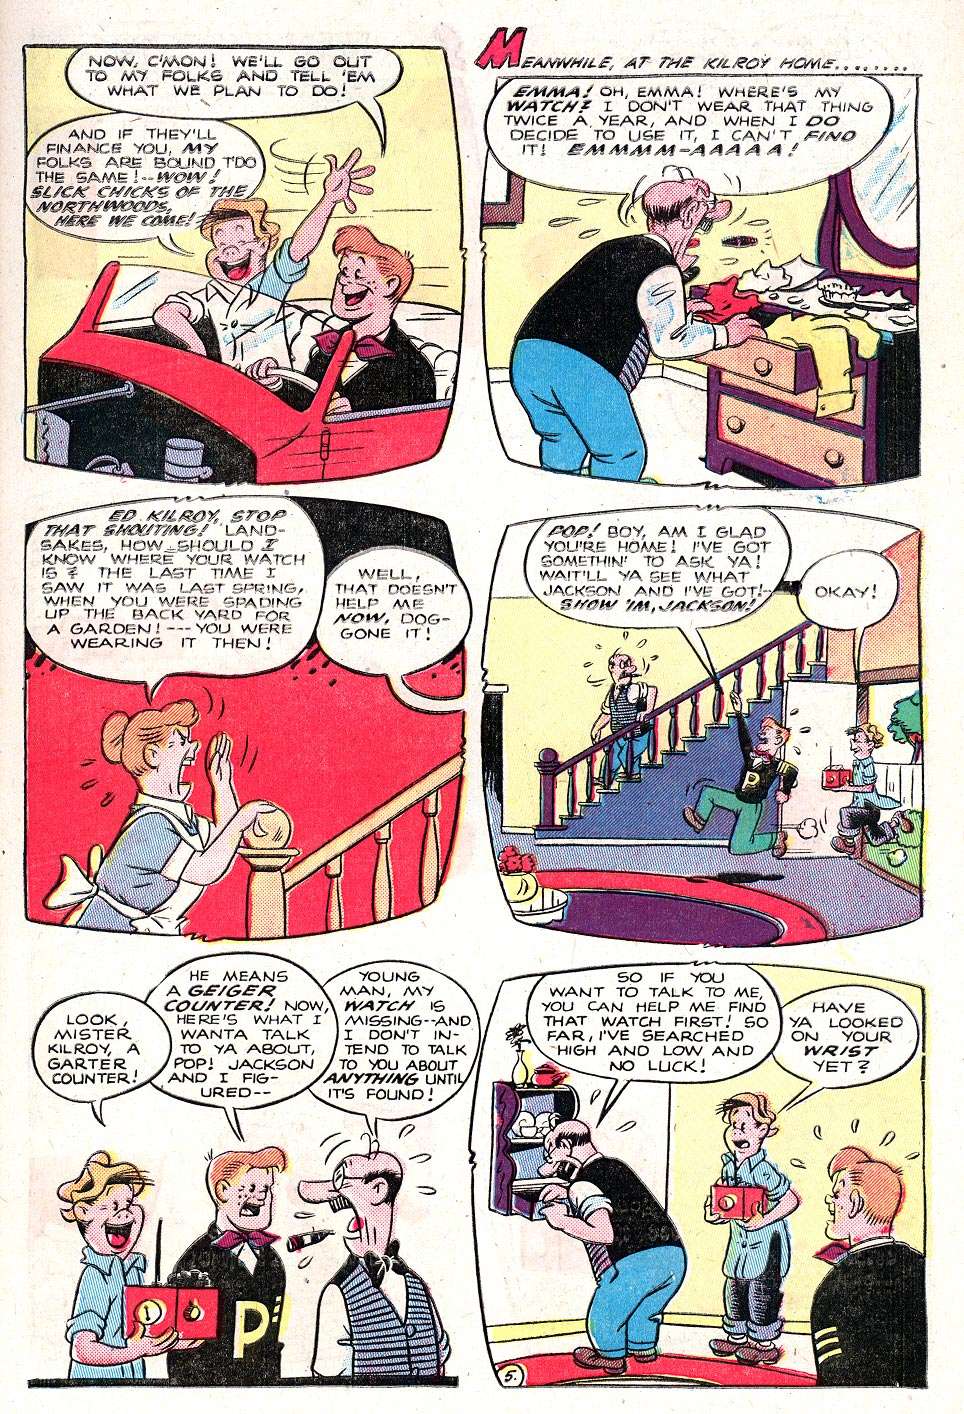 NOW, C'MON! WE'LL GO OUT
TO MY FOLKS AND TELL 'EM
WHAT WE PLAN TO DO!
AND IF THEY'LL
FINANCE YOU, MY
FOLKS ARE BOUND T'DO
THE SAME!--WOW!
SLICK CHICKS OF THE
NORTHWOODS,
HERE WE COME!
MEANWHILE, AT THE KILROY HOME........
EMMA! OH, EMMA! WHERE'S MY
WATCH? I DON'T WEAR THAT THING
TWICE A YEAR, AND WHEN I DO
DECIDE TO USE IT, I CAN'T FIND
IT! EMMMM-AAAAA!
ED KILROY, STOP
THAT SHOUTING! LAND-
SAKES, HOW SHOULD I
KNOW WHERE YOUR WATCH
IS? THE LAST TIME I
SAW IT WAS LAST SPRING,
WHEN YOU WERE SPADING
UP THE BACK YARD FOR
A GARDEN!---YOU WERE
WEARING IT THEN!
WELL,
THAT DOESN'T
HELP ME
NOW, DOG-
GONE IT!
POP! BOY, AM I GLAD
YOU'RE HOME! I'VE GOT
SOMETHIN' TO ASK YA!
WAIT'LL YA SEE WHAT
JACKSON AND I'VE GOT!--
SHOW 'IM, JACKSON!
OKAY!
P
LOOK,
MISTER
KILROY, A
GARTER
COUNTER!
HE MEANS
A GEIGER
COUNTER! NOW,
HERE'S WHAT I
WANTA TALK
TO YA ABOUT,
POP! JACKSON
AND I FIG-
URED--
YOUNG
MAN, MY
WATCH IS
MISSING--AND
I DON'T IN-
TEND TO TALK
TO YOU ABOUT
ANYTHING UNTIL
IT'S FOUND!
1
P
SO IF YOU
WANT TO TALK TO ME,
YOU CAN HELP ME FIND
THAT WATCH FIRST! SO
FAR, I'VE SEARCHED
HIGH AND LOW AND
NO LUCK!
HAVE
YA LOOKED
ON YOUR
WRIST
YET?
5.